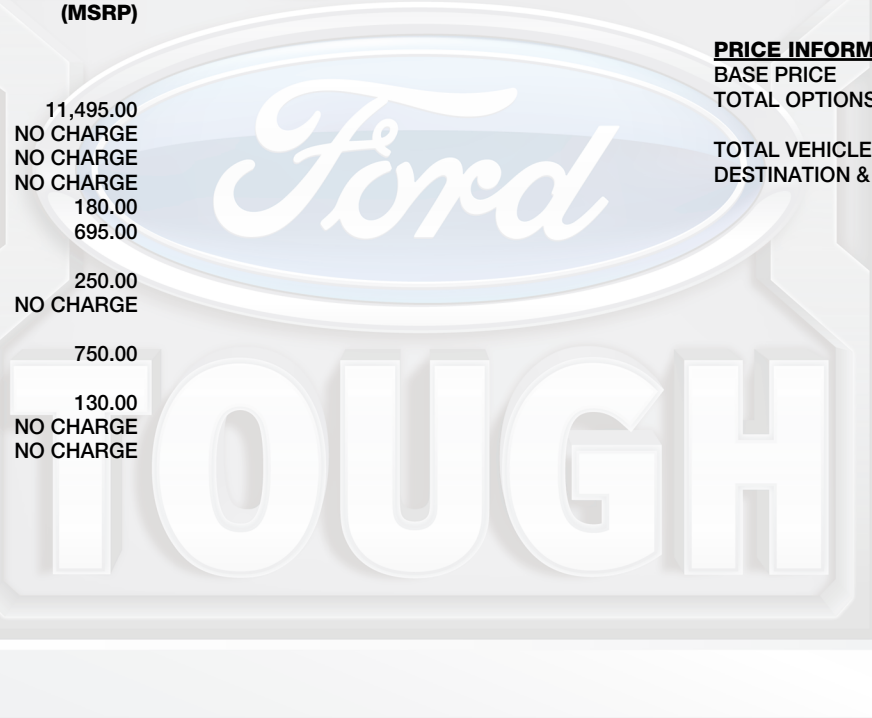 (MSRP)
11,495.00
NO CHARGE
NO CHARGE
NO CHARGE
180.00
695.00
250.00
NO CHARGE
750.00
130.00
NO CHARGE
NO CHARGE
PRICE INFORM
BASE PRICE
TOTAL OPTIONS
TOTAL VEHICLE
DESTINATION &
Ford
TOUGH